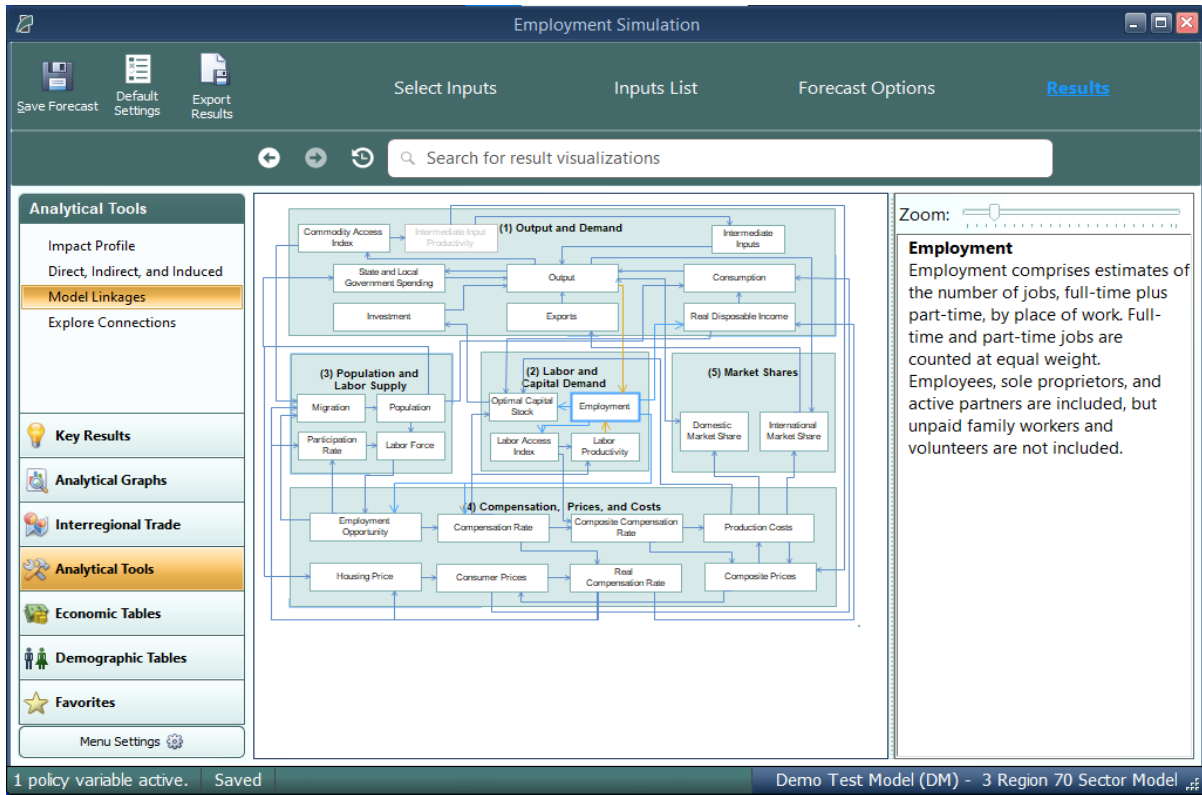 Employment Simulation
Save Forecast
Default
Settings
Export
Results
Select Inputs
Inputs List
Forecast Options
Results
Search for result visualizations
Analytical Tools
Impact Profile
Direct, Indirect, and Induced
Model Linkages
Explore Connections
Key Results
Analytical Graphs
Interregional Trade
Analytical Tools
Economic Tables
Demographic Tables
Favorites
Menu Settings
(1) Output and Demand
Commodity Access
Index
Intermediate Input
Productivity
Intermediate
Inputs
State and Local
Government Spending
Output
Consumption
Investment
Exports
Real Disposable Income
(3) Population and
Labor Supply
Migration
Population
Participation
Rate
Labor Force
(2) Labor and
Capital Demand
Optimal Capital
Stock
Employment
Labor Access
Index
Labor
Productivity
(5) Market Shares
Domestic
Market Share
International
Market Share
(4) Compensation, Prices, and Costs
Employment
Opportunity
Compensation Rate
Composite Compensation
Rate
Production Costs
Housing Price
Consumer Prices
Real
Compensation Rate
Composite Prices
Zoom:
Employment
Employment comprises estimates of
the number of jobs, full-time plus
part-time, by place of work. Full-
time and part-time jobs are
counted at equal weight.
Employees, sole proprietors, and
active partners are included, but
unpaid family workers and
volunteers are not included.
1 policy variable active.
Saved
Demo Test Model (DM) - 3 Region 70 Sector Model